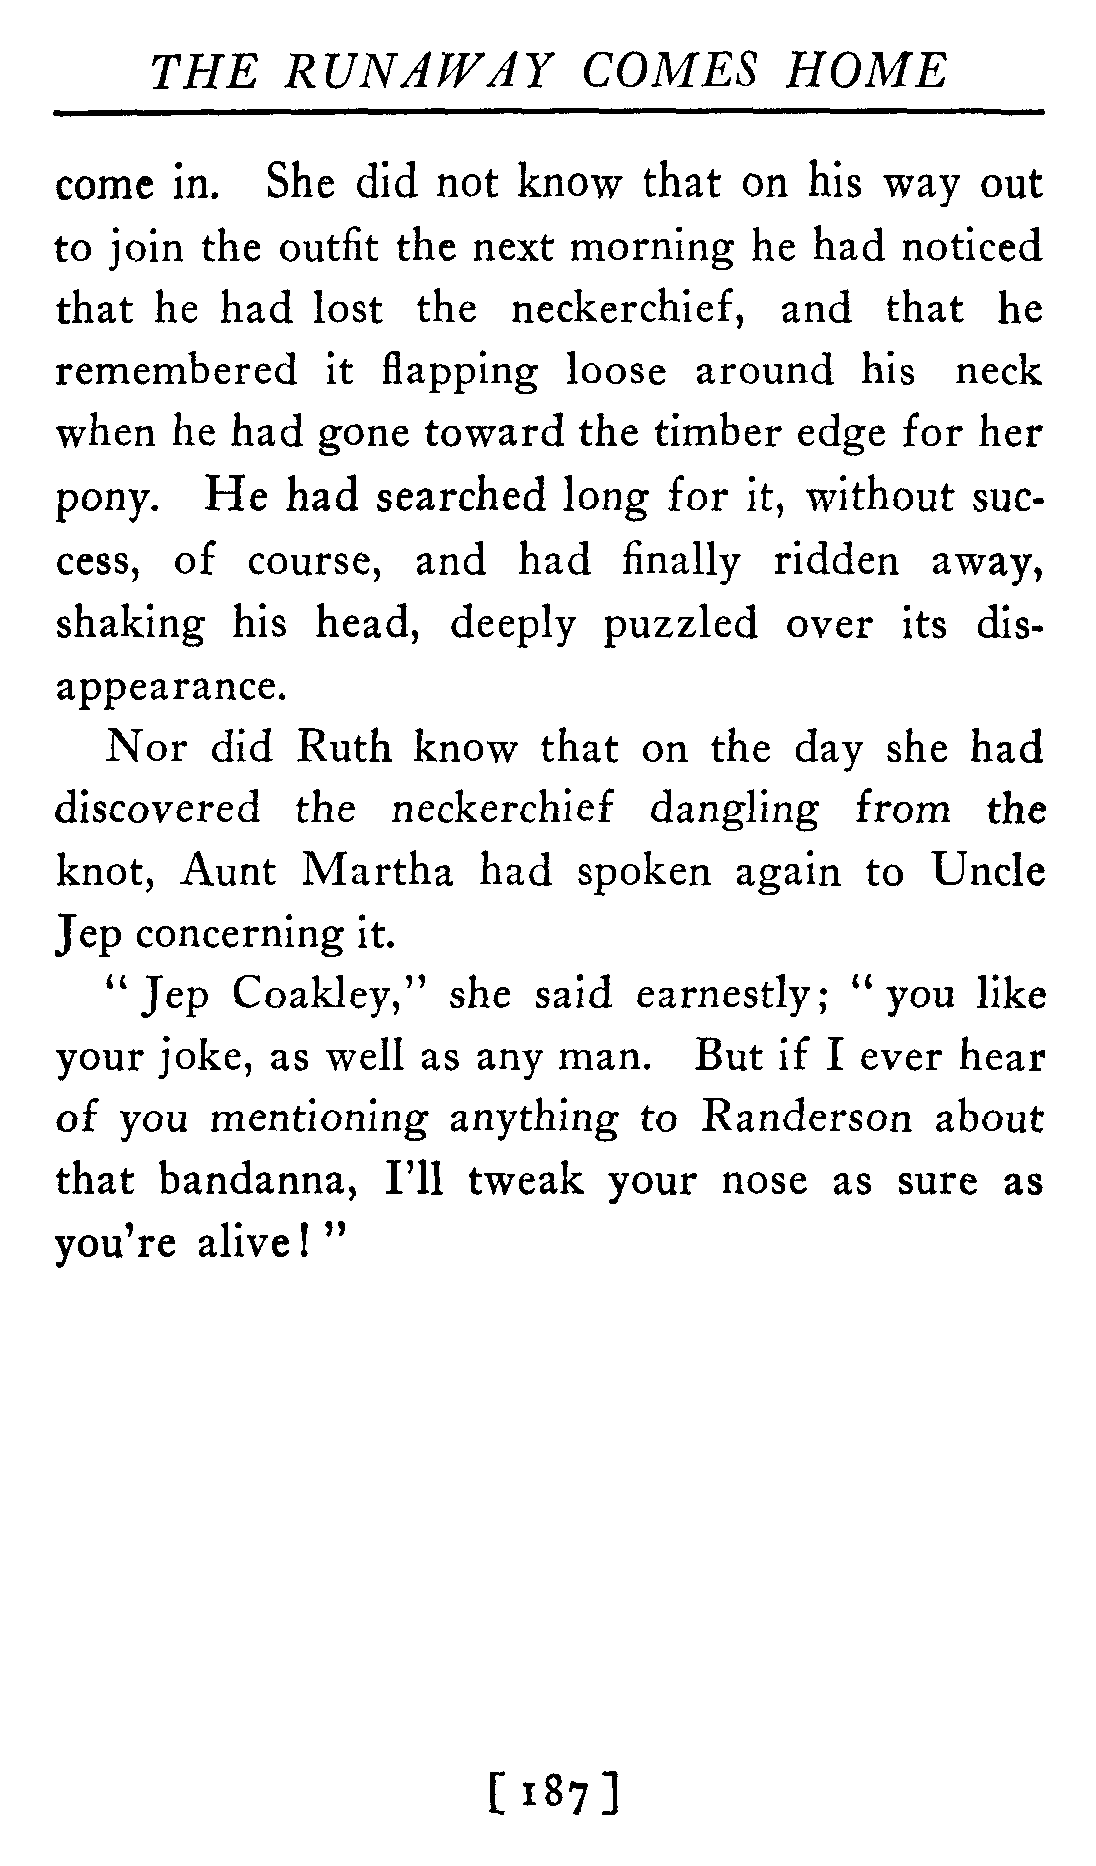 THE RUNAWAY COMES HOME
come in. She did not know that on his way out
to join the outfit the next morning he had noticed
that he had lost the neckerchief, and that he
remembered it flapping loose around his neck
when he had gone toward the timber edge for her
pony. He had searched long for it, without suc-
cess, of course, and had finally ridden away,
shaking his head, deeply puzzled over its dis-
appearance.
Nor did Ruth know that on the day she had
discovered the neckerchief dangling from the
knot, Aunt Martha had spoken again to Uncle
Jep concerning it.
" Jep Coakley," she said earnestly; " you like
your joke, as well as any man. But if I ever hear
of you mentioning anything to Randerson about
that bandanna, I'll tweak your nose as sure as
you're alive! "
[ 187 ]